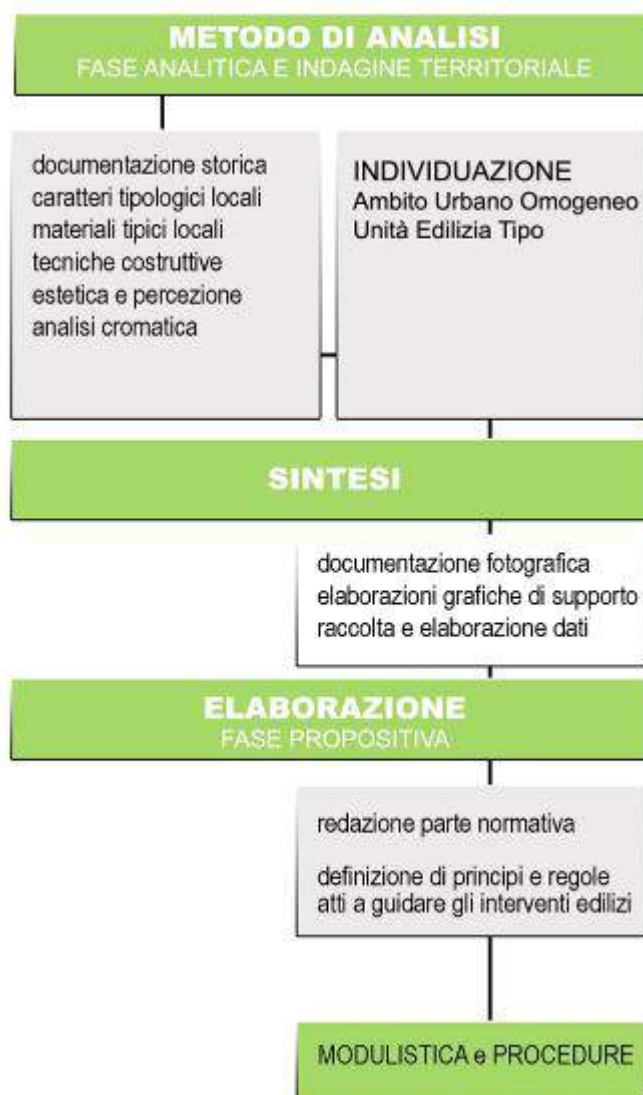 METODO DI ANALISI
FASE ANALITICA E INDAGINE TERRITORIALE
documentazione storica
caratteri tipologici locali
materiali tipici locali
tecniche costruttive
estetica e percezione
analisi cromatica
INDIVIDUAZIONE
Ambito Urbano Omogeneo
Unità Edilizia Tipo
SINTESI
documentazione fotografica
elaborazioni grafiche di supporto
raccolta e elaborazione dati
ELABORAZIONE
FASE PROPOSITIVA
redazione parte normativa
definizione di principi e regole
atti a guidare gli interventi edilizi
MODULISTICA e PROCEDURE